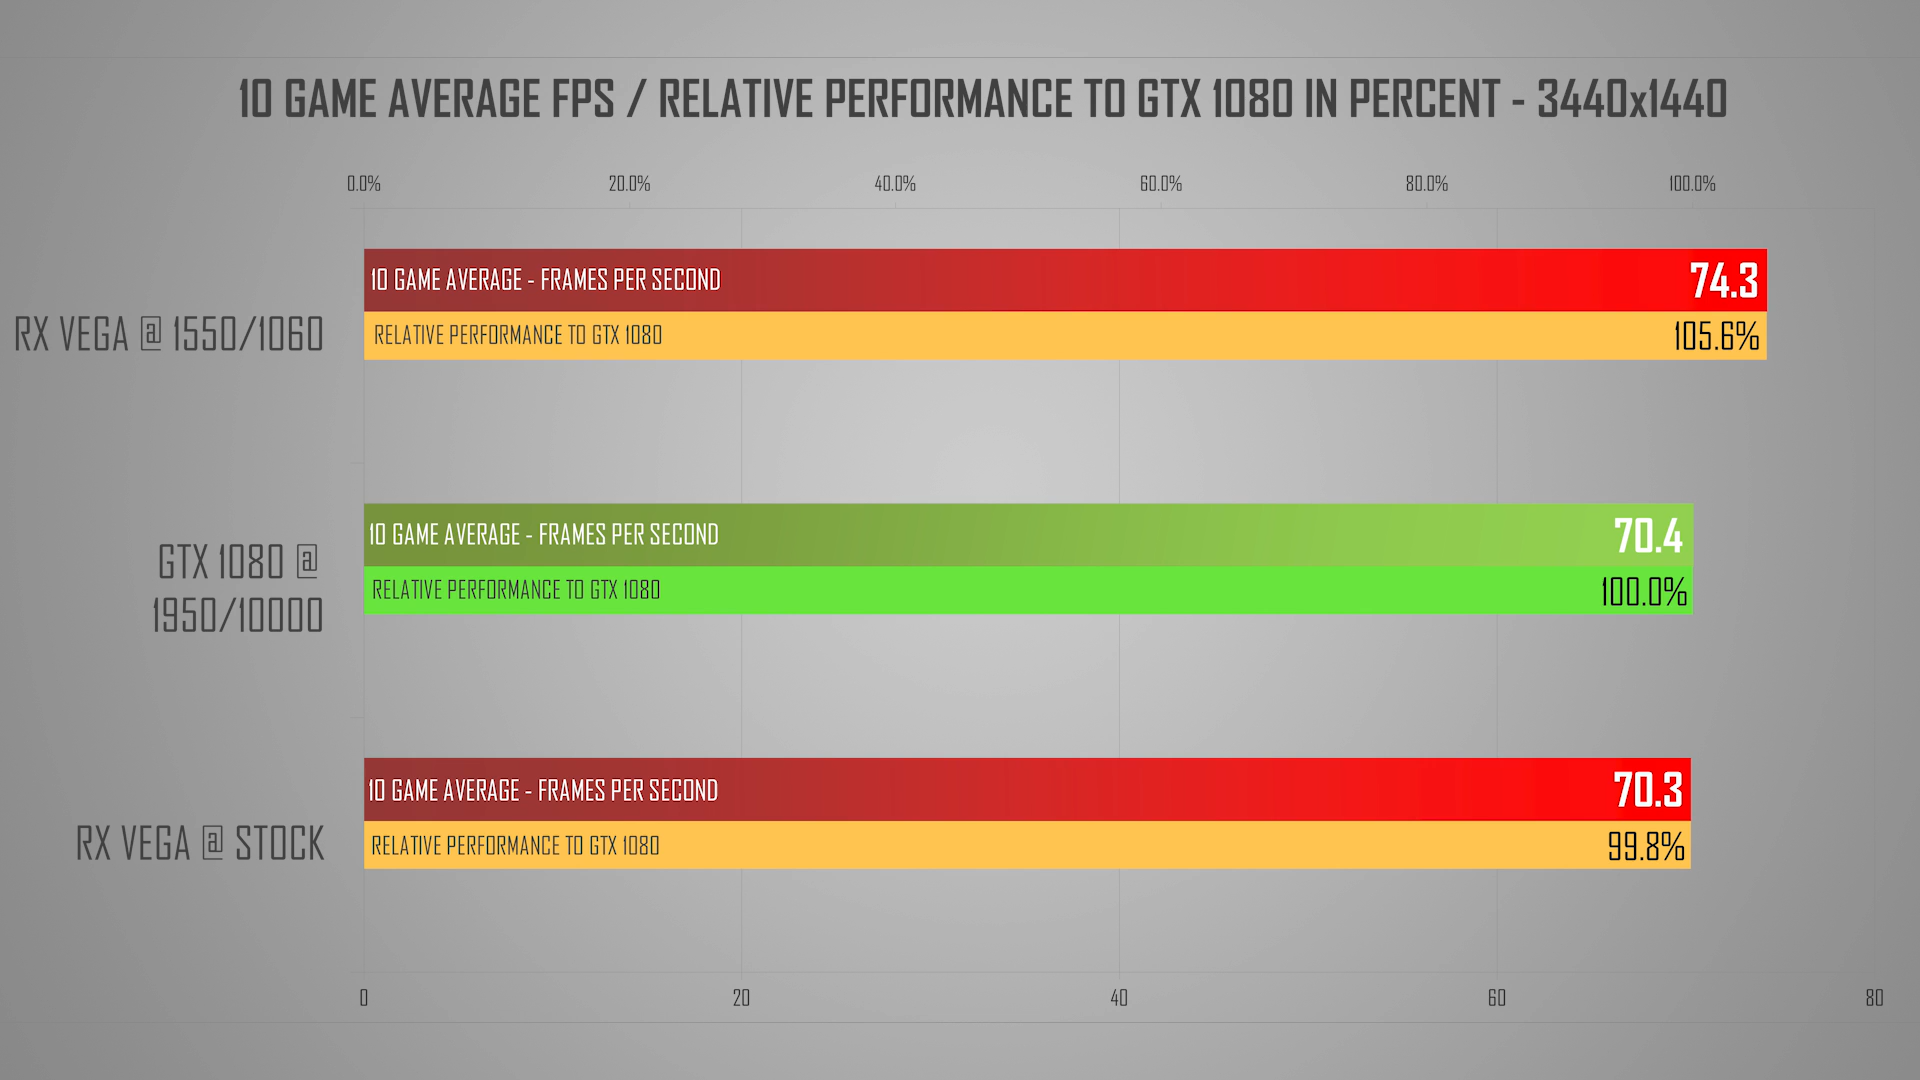 10 GAME AVERAGE FPS / RELATIVE PERFORMANCE TO GTX 1080 IN PERCENT - 3440x1440
0.0% 20.0% 40.0% 60.0% 80.0% 100.0%
RX VEGA @ 1550/1060
10 GAME AVERAGE - FRAMES PER SECOND 74.3
RELATIVE PERFORMANCE TO GTX 1080 105.6%
GTX 1080 @
1950/10000
10 GAME AVERAGE - FRAMES PER SECOND 70.4
RELATIVE PERFORMANCE TO GTX 1080 100.0%
RX VEGA @ STOCK
10 GAME AVERAGE - FRAMES PER SECOND 70.3
RELATIVE PERFORMANCE TO GTX 1080 99.8%
0 20 40 60 80